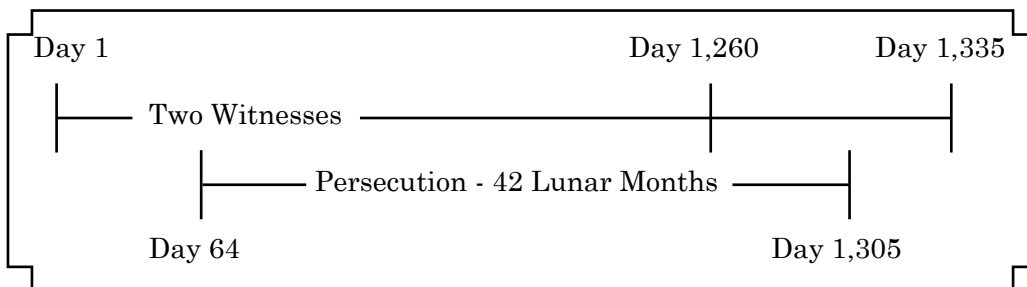 Day 1 Day 1,260 Day 1,335
Two Witnesses
Persecution - 42 Lunar Months
Day 64 Day 1,305